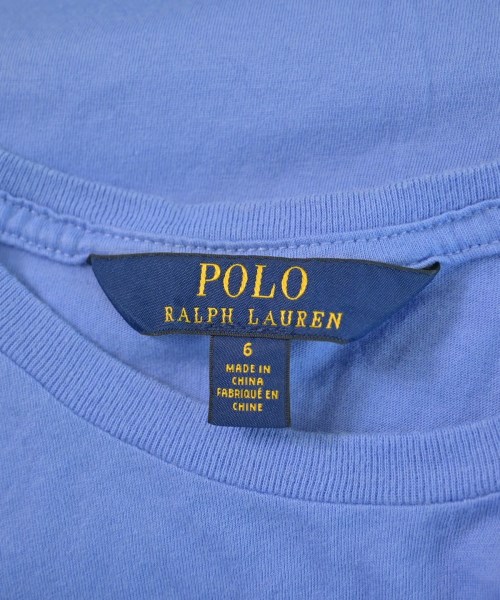 POLO
RALPH LAUREN
6
MADE IN
CHINA
FABRIQUÉ EN
CHINE